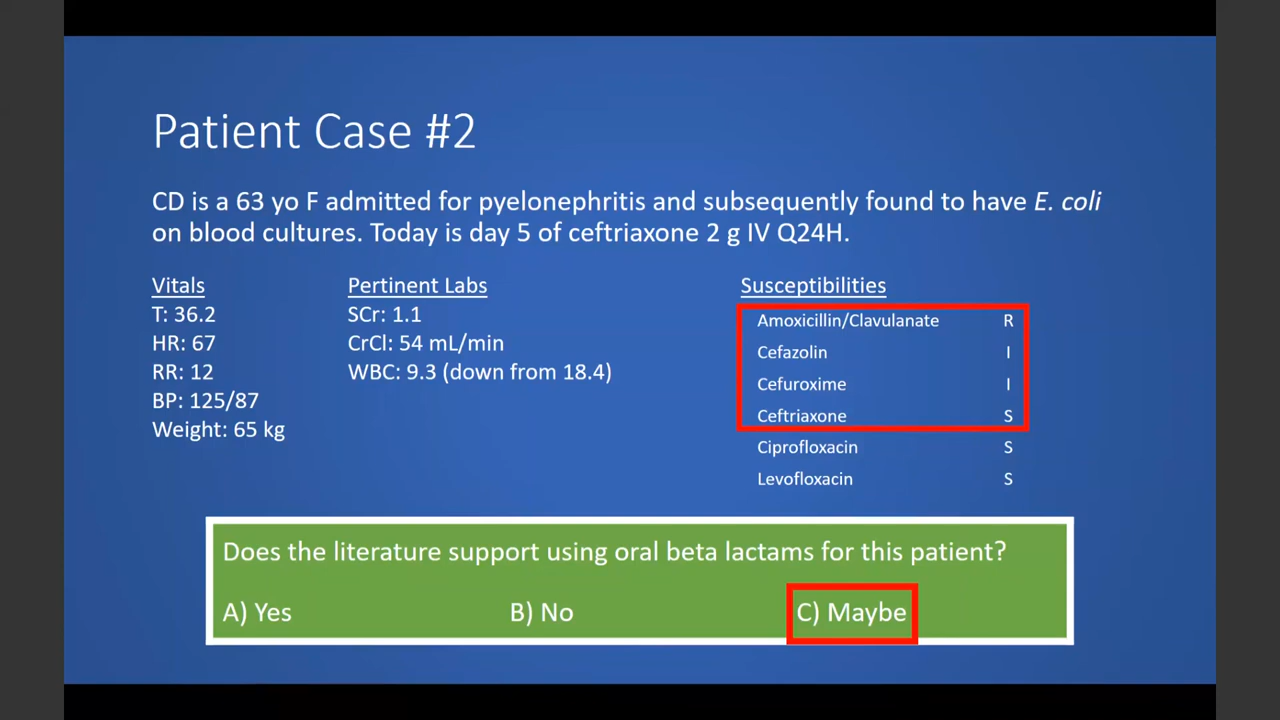 Patient Case #2
CD is a 63 yo F admitted for pyelonephritis and subsequently found to have E. coli
on blood cultures. Today is day 5 of ceftriaxone 2 g IV Q24H.
Vitals
T: 36.2
HR: 67
RR: 12
BP: 125/87
Weight: 65 kg
Pertinent Labs
SCr: 1.1
CrCl: 54 mL/min
WBC: 9.3 (down from 18.4)
Susceptibilities
Amoxicillin/Clavulanate R
Cefazolin I
Cefuroxime I
Ceftriaxone S
Ciprofloxacin S
Levofloxacin S
Does the literature support using oral beta lactams for this patient?
A) Yes B) No C) Maybe